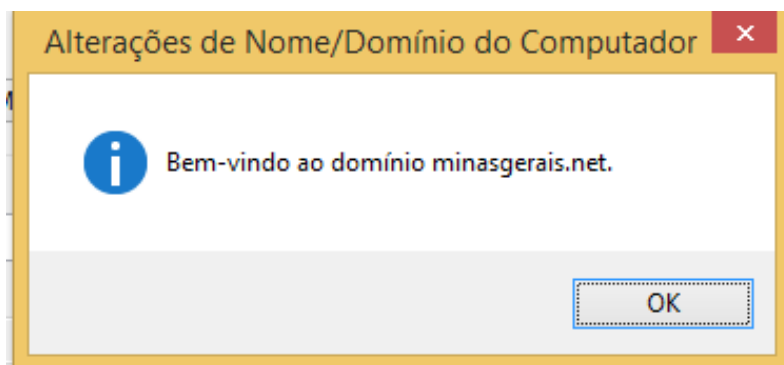 Alterações de Nome/Domínio do Computador
Bem-vindo ao domínio minasgerais.net.
OK